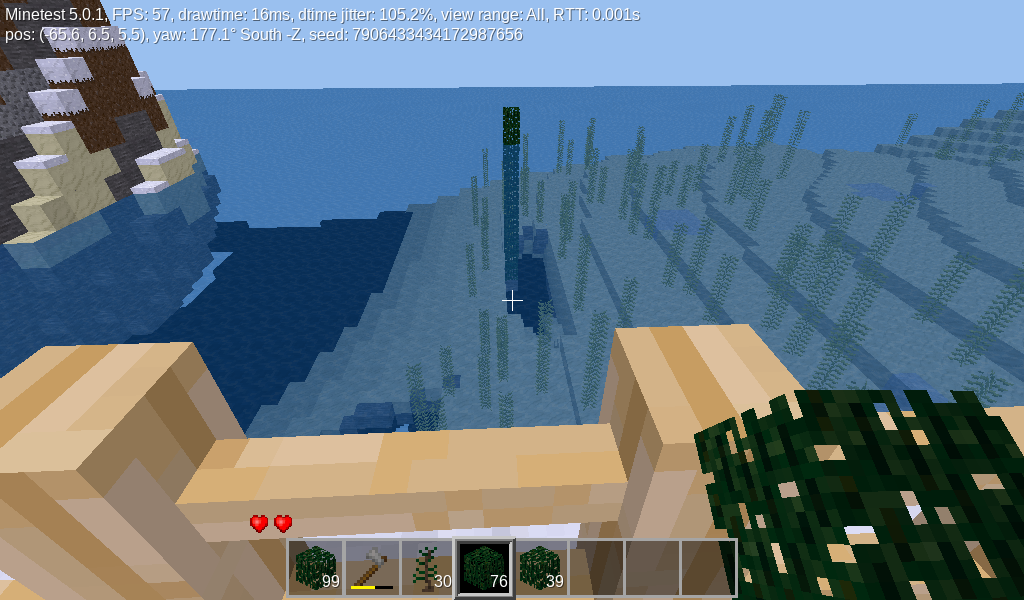 Minetest 5.0.1, FPS: 57, drawtime: 16ms, dtime jitter: 105.2%, view range: All, RTT: 0.001s
pos: (-65.6, 6.5, 5.5), yaw: 177.1° South -Z, seed: 7906433434172987656
99 30 76 39